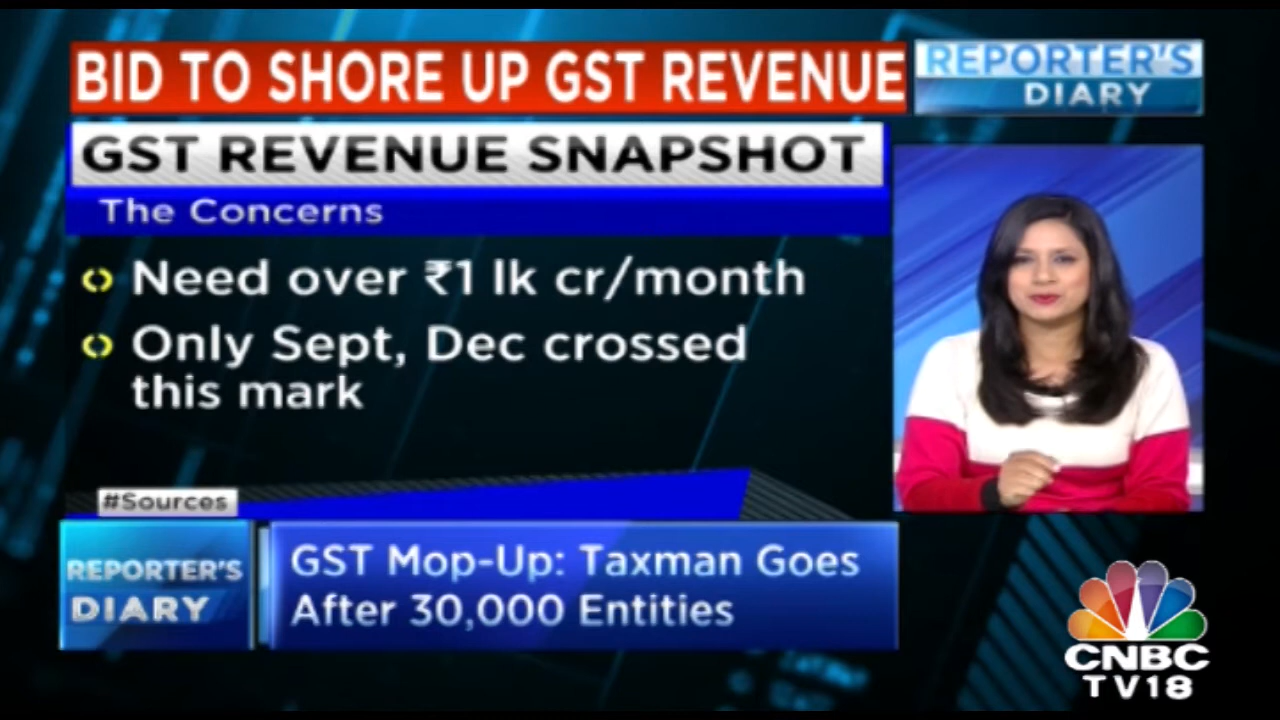 BID TO SHORE UP GST REVENUE
REPORTER'S
DIARY
GST REVENUE SNAPSHOT
The Concerns
Need over ₹1 lk cr/month
Only Sept, Dec crossed
this mark
#Sources
REPORTER'S
DIARY
GST Mop-Up: Taxman Goes
After 30,000 Entities
CNBC
TV18